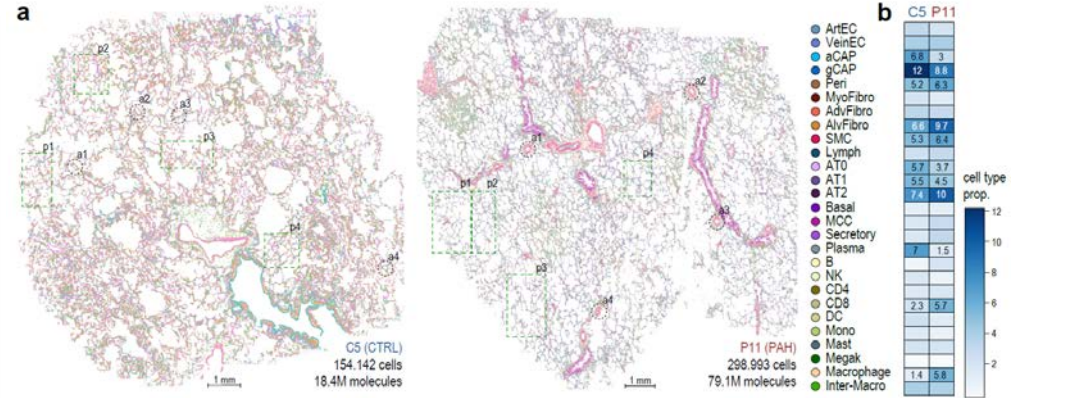 a
p2
a2
a3
p3
p1
a1
p4
a4
C5 (CTRL)
154.142 cells
18.4M molecules
1 mm
a2
a1
p4
p1
p2
a3
p3
a4
P11 (PAH)
298.993 cells
79.1M molecules
1 mm
ArtEC
VeinEC
aCAP
gCAP
Peri
MyoFibro
AdvFibro
AlvFibro
SMC
Lymph
AT0
AT1
AT2
Basal
MCC
Secretory
Plasma
B
NK
CD4
CD8
DC
Mono
Mast
Megak
Macrophage
Inter-Macro
b
C5 P11
6.8 3
12 8.8
5.2 6.3
6.6 9.7
5.3 6.4
5.7 3.7
5.5 4.5
7.4 10
7 1.5
2.3 5.7
1.4 5.8
cell type
prop.
12
10
8
6
4
2